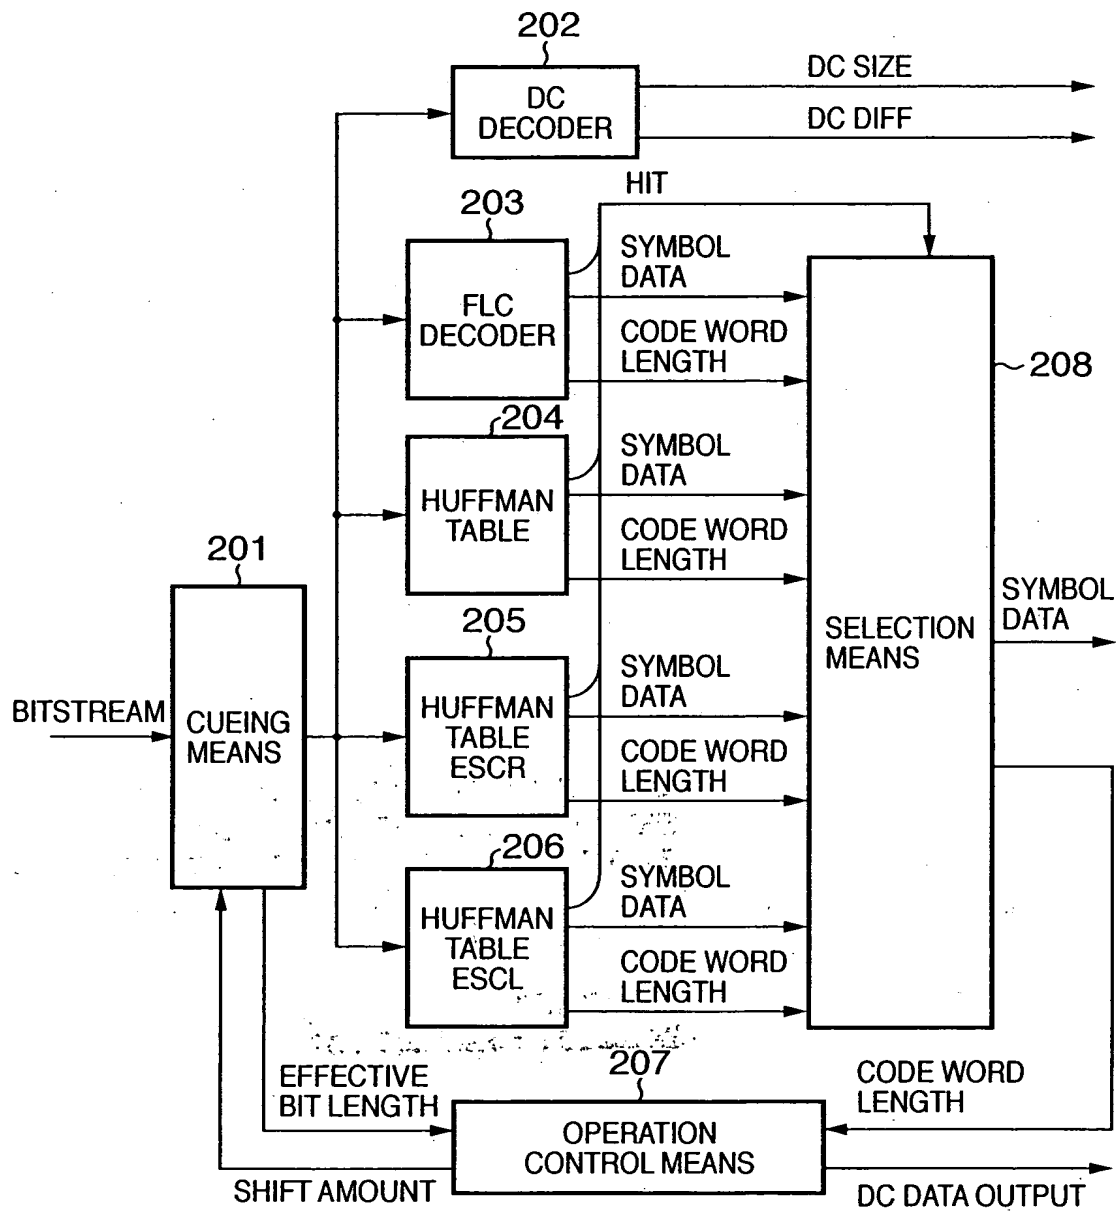 202
DC
DECODER
DC SIZE
DC DIFF
HIT
203
FLC
DECODER
SYMBOL
DATA
CODE WORD
LENGTH
208
204
HUFFMAN
TABLE
SYMBOL
DATA
CODE WORD
LENGTH
201
BITSTREAM
CUEING
MEANS
205
HUFFMAN
TABLE
ESCR
SYMBOL
DATA
CODE WORD
LENGTH
SELECTION
MEANS
SYMBOL
DATA
206
HUFFMAN
TABLE
ESCL
SYMBOL
DATA
CODE WORD
LENGTH
207
EFFECTIVE
BIT LENGTH
OPERATION
CONTROL MEANS
CODE WORD
LENGTH
SHIFT AMOUNT
DC DATA OUTPUT